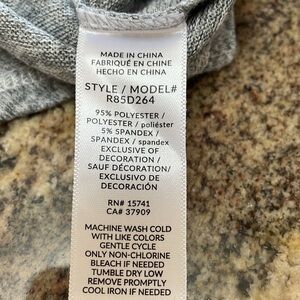 MADE IN CHINA
FABRIQUÉ EN CHINE
HECHO EN CHINA
STYLE / MODEL#
R85D264
95% POLYESTER /
POLYESTER / poliéster
5% SPANDEX /
SPANDEX / spandex
EXCLUSIVE OF
DECORATION /
SAUF DÉCORATION/
EXCLUSIVO DE
DECORACIÓN
RN# 15741
CA# 37909
MACHINE WASH COLD
WITH LIKE COLORS
GENTLE CYCLE
ONLY NON-CHLORINE
BLEACH IF NEEDED
TUMBLE DRY LOW
REMOVE PROMPTLY
COOL IRON IF NEEDED